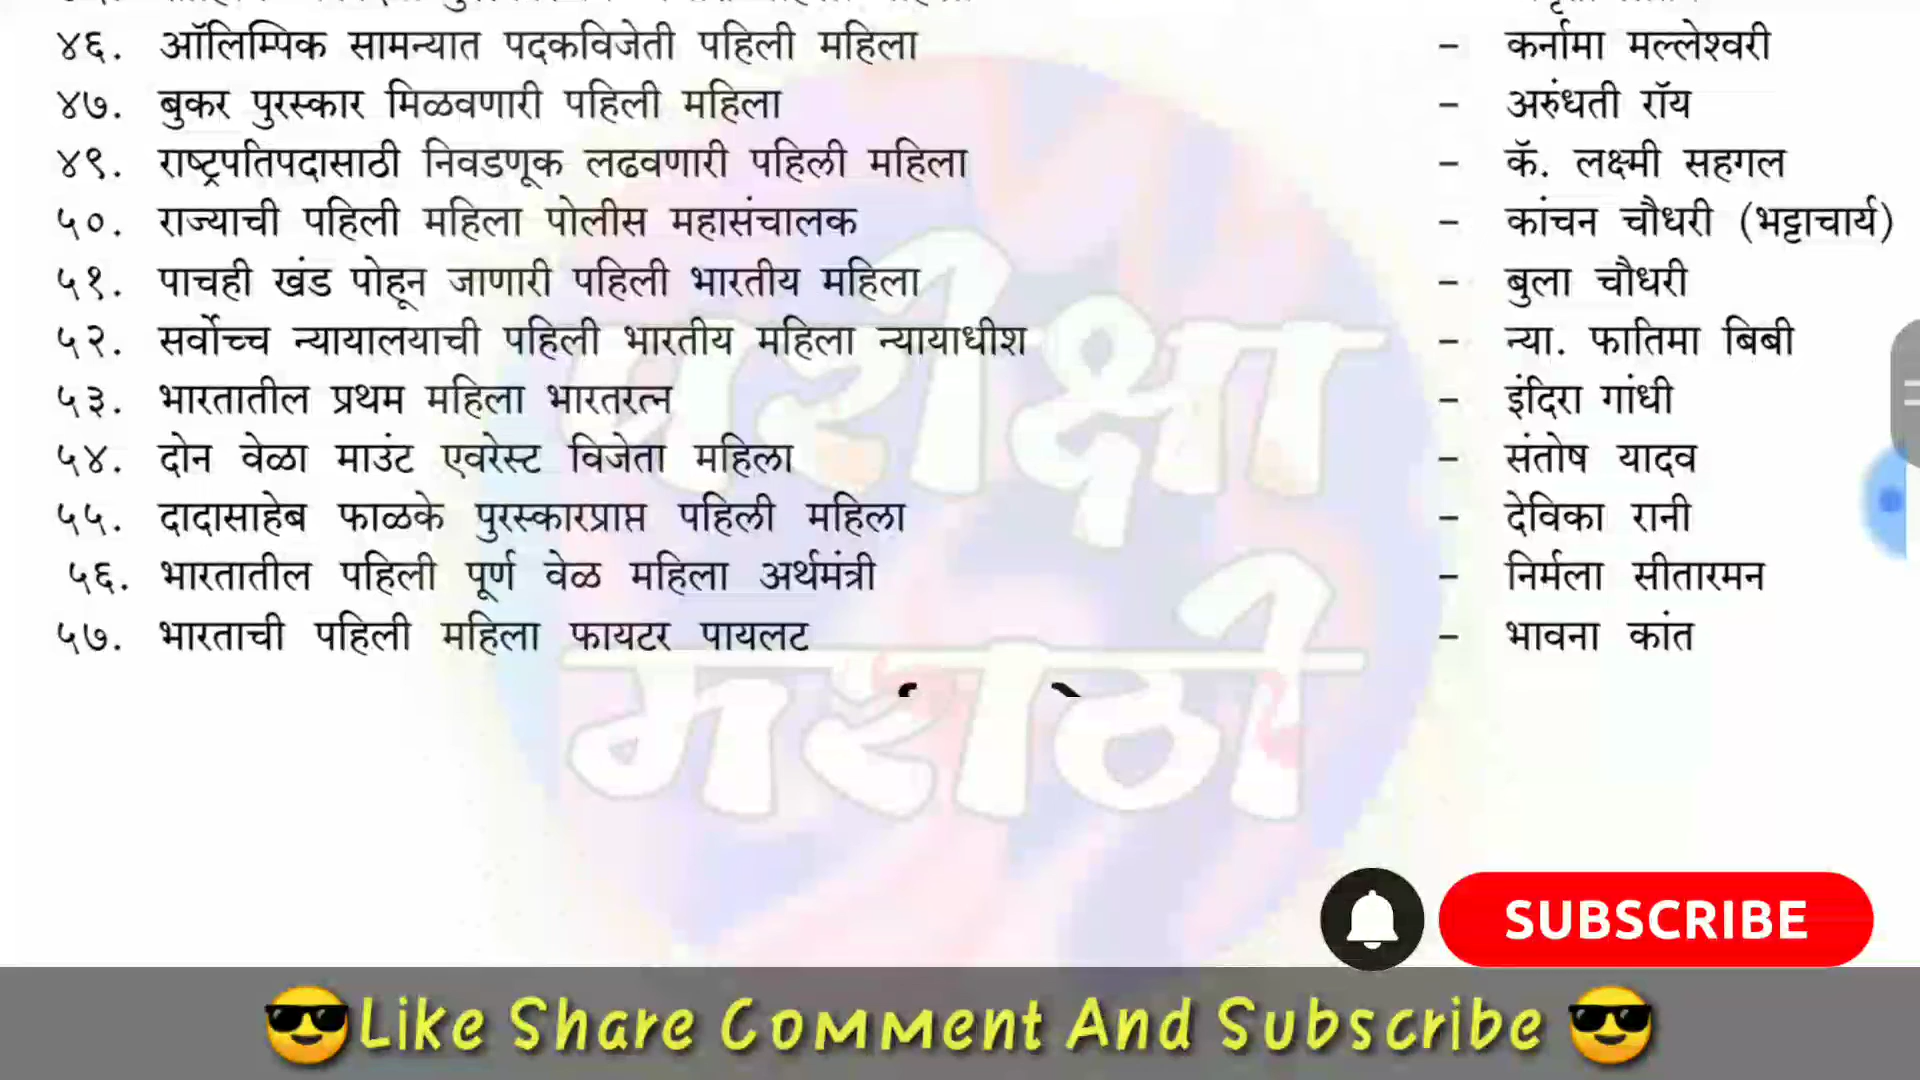 ४६. ऑलिम्पिक सामन्यात पदकविजेती पहिली महिला – कर्नामा मल्लेश्वरी
४७. बुकर पुरस्कार मिळवणारी पहिली महिला – अरुंधती रॉय
४९. राष्ट्रपतिपदासाठी निवडणूक लढवणारी पहिली महिला – कॅ. लक्ष्मी सहगल
५०. राज्याची पहिली महिला पोलीस महासंचालक – कांचन चौधरी (भट्टाचार्य)
५१. पाचही खंड पोहून जाणारी पहिली भारतीय महिला – बुला चौधरी
५२. सर्वोच्च न्यायालयाची पहिली भारतीय महिला न्यायाधीश – न्या. फातिमा बिबी
५३. भारतातील प्रथम महिला भारतरत्न – इंदिरा गांधी
५४. दोन वेळा माउंट एवरेस्ट विजेता महिला – संतोष यादव
५५. दादासाहेब फाळके पुरस्कारप्राप्त पहिली महिला – देविका रानी
५६. भारतातील पहिली पूर्ण वेळ महिला अर्थमंत्री – निर्मला सीतारमन
५७. भारताची पहिली महिला फायटर पायलट – भावना कांत
परीक्षा
मराठी
SUBSCRIBE
Like Share Comment And Subscribe